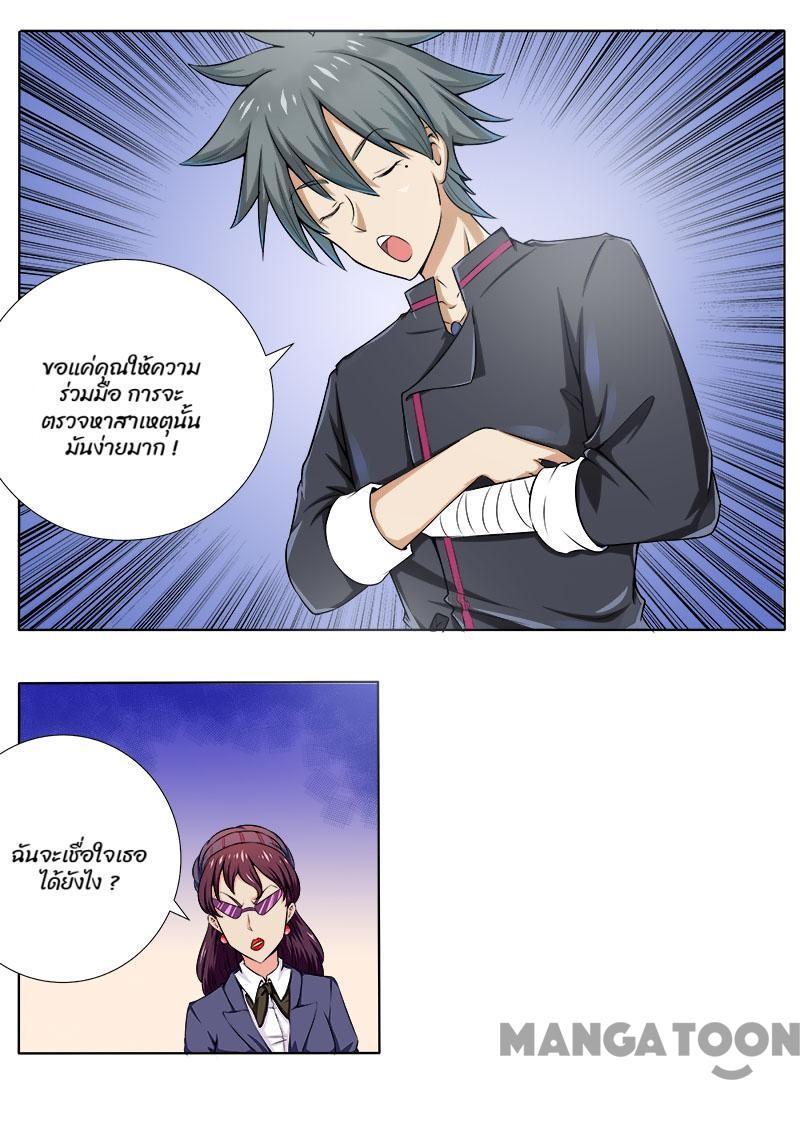 ขอแค่คุณให้ความ
ร่วมมือ การจะ
ตรวจหาสาเหตุนั้น
มันง่ายมาก !
ฉันจะเชื่อใจเธอ
ได้ยังไง ?
MANGATOON